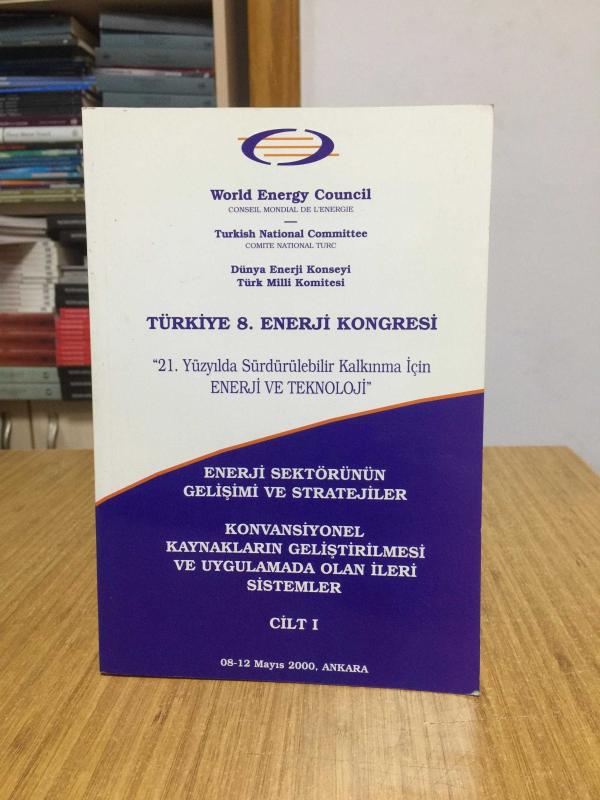 World Energy Council
CONSEIL MONDIAL DE L'ENERGIE
Turkish National Committee
COMITE NATIONAL TURC
Dünya Enerji Konseyi
Türk Milli Komitesi
TÜRKİYE 8. ENERJİ KONGRESİ
“21. Yüzyılda Sürdürülebilir Kalkınma İçin
ENERJİ VE TEKNOLOJİ”
ENERJİ SEKTÖRÜNÜN
GELİŞİMİ VE STRATEJİLER
KONVANSİYONEL
KAYNAKLARIN GELİŞTİRİLMESİ
VE UYGULAMADA OLAN İLERİ
SİSTEMLER
CİLT I
08-12 Mayıs 2000, ANKARA